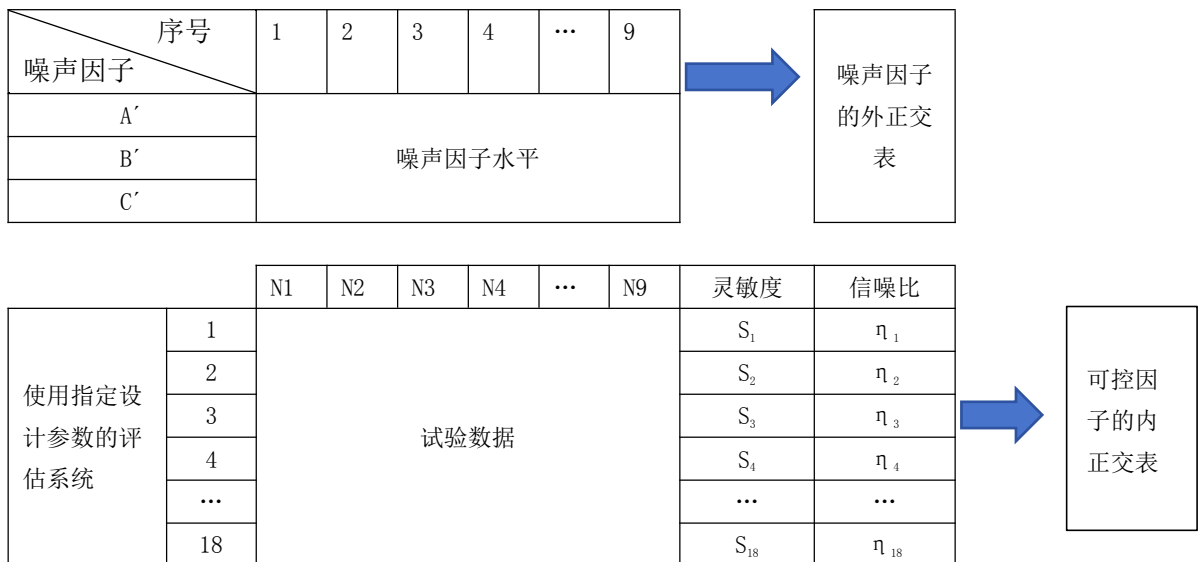 序号 1 2 3 4 … 9
噪声因子
A′
B′
C′
噪声因子水平
噪声因子
的外正交
表
N1 N2 N3 N4 … N9 灵敏度 信噪比
使用指定设
计参数的评
估系统
试验数据
1 S₁ η₁
2 S₂ η₂
3 S₃ η₃
4 S₄ η₄
… … …
18 S₁₈ η₁₈
可控因
子的内
正交表